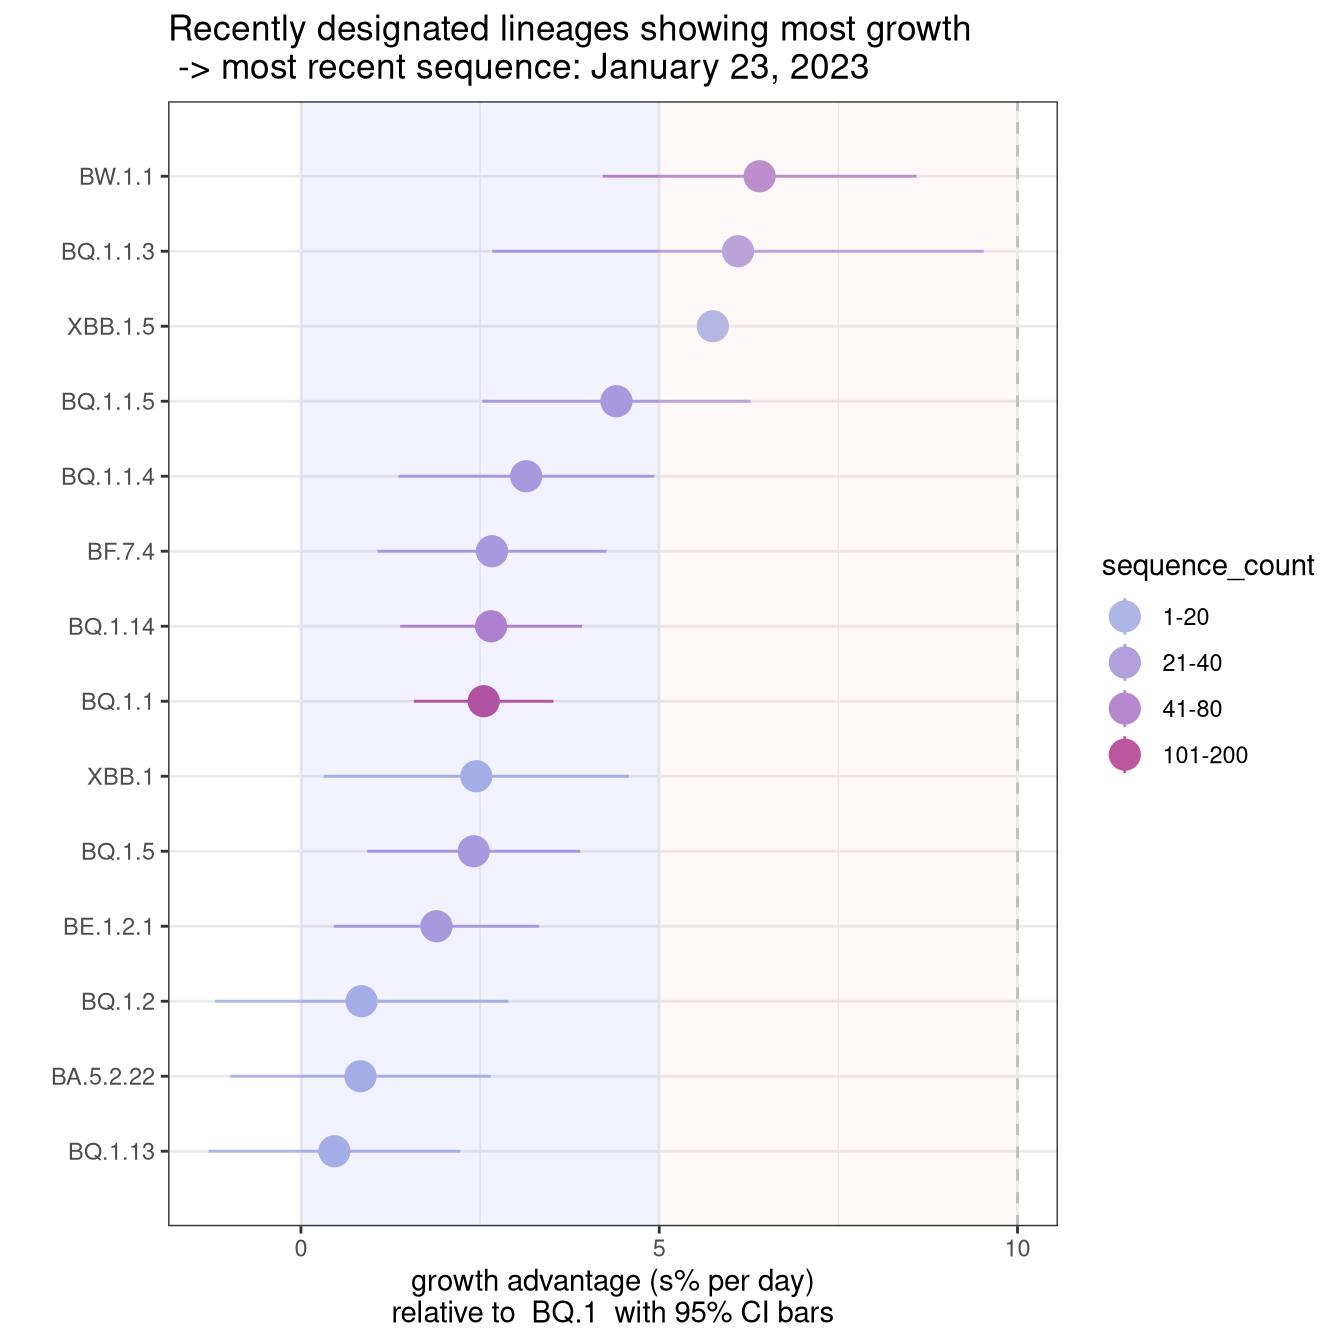 Recently designated lineages showing most growth
-> most recent sequence: January 23, 2023
BW.1.1
BQ.1.1.3
XBB.1.5
BQ.1.1.5
BQ.1.1.4
BF.7.4
BQ.1.14
BQ.1.1
XBB.1
BQ.1.5
BE.1.2.1
BQ.1.2
BA.5.2.22
BQ.1.13
0 5 10
growth advantage (s% per day)
relative to BQ.1 with 95% CI bars
sequence_count
1-20
21-40
41-80
101-200